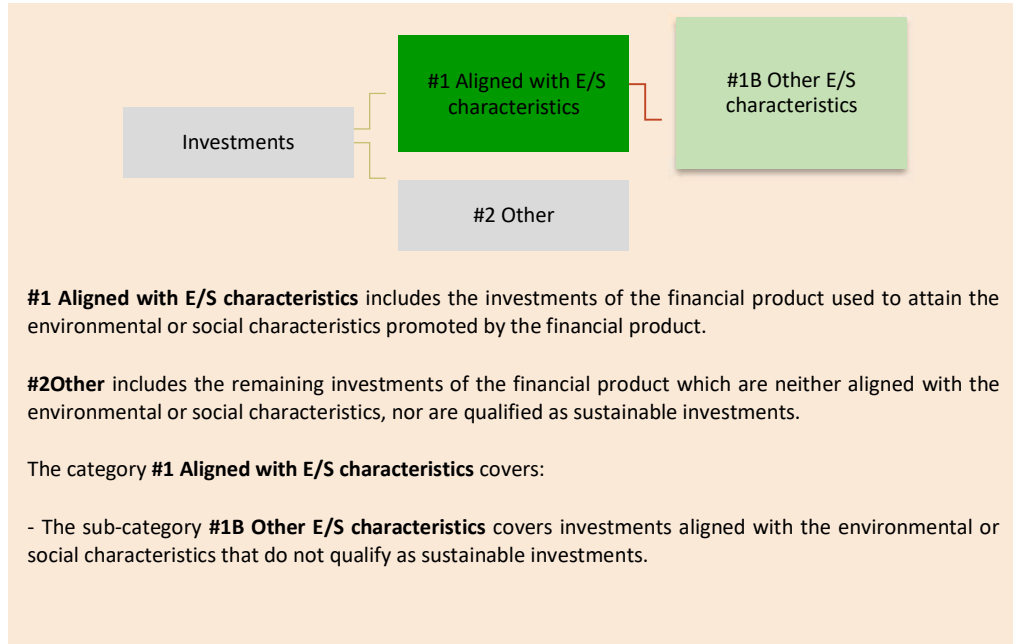 #1 Aligned with E/S
characteristics
#1B Other E/S
characteristics
Investments
#2 Other
#1 Aligned with E/S characteristics includes the investments of the financial product used to attain the
environmental or social characteristics promoted by the financial product.
#2Other includes the remaining investments of the financial product which are neither aligned with the
environmental or social characteristics, nor are qualified as sustainable investments.
The category #1 Aligned with E/S characteristics covers:
- The sub-category #1B Other E/S characteristics covers investments aligned with the environmental or
social characteristics that do not qualify as sustainable investments.